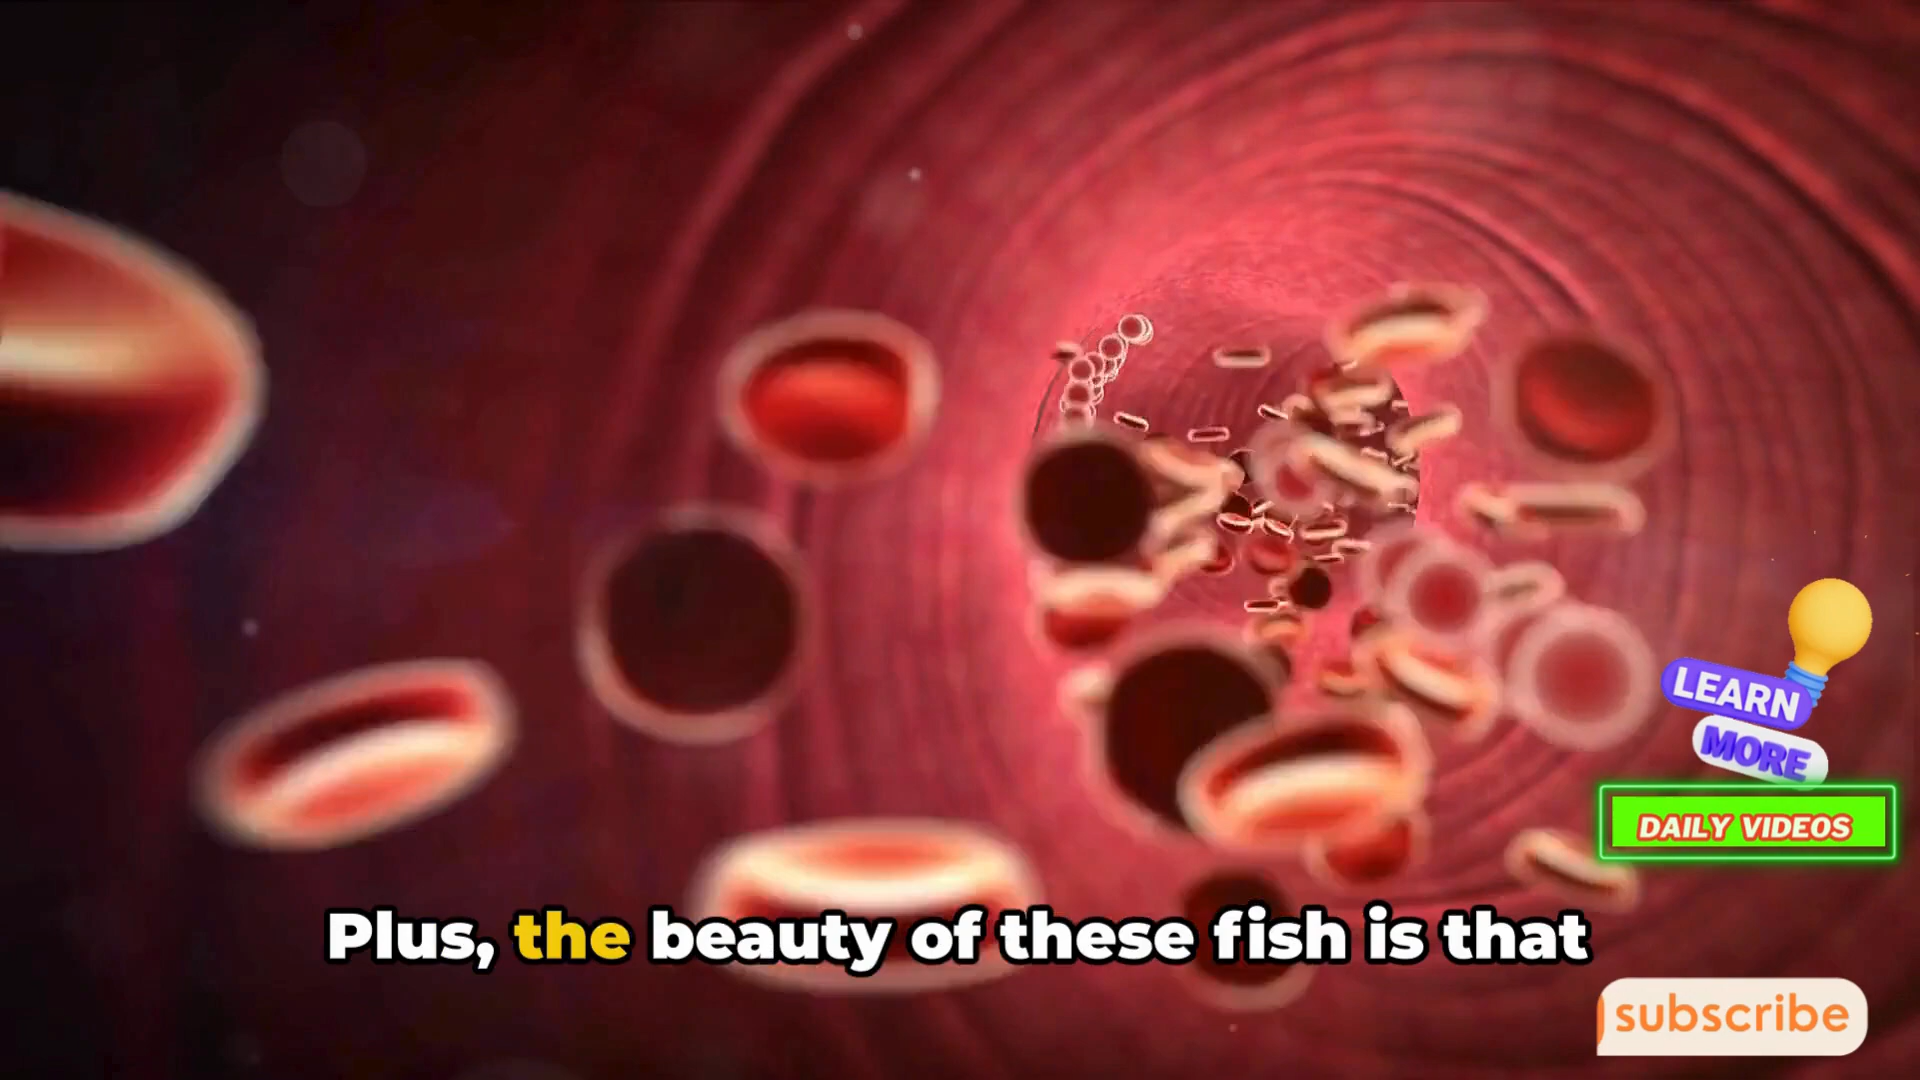 LEARN
MORE
DAILY VIDEOS
Plus, the beauty of these fish is that
subscribe